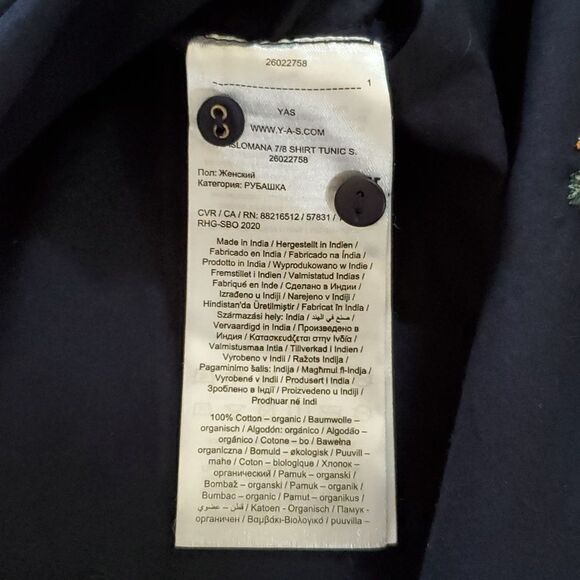 26022758
1
YAS
WWW.Y-A-S.COM
SLOMANA 7/8 SHIRT TUNIC S.
26022758
Пол: Женский
Категория: РУБАШКА
CVR / CA / RN: 88216512 / 57831 /
RHG-SBO 2020
Made in India / Hergestellt in Indien /
Fabricado en India / Fabricado na Índia /
Prodotto in India / Wyprodukowano w Indie /
Fremstillet i Indien / Valmistatud Indias /
Fabriqué en Inde / Сделано в Индии /
Izrađeno u Indiji / Narejeno v Indiji /
Hindistan'da Üretilmiştir / Fabricat în India /
Származási hely: India / صنع في الهند /
Vervaardigd in India / Произведено в
Индия / Κατασκευάζεται στην Ινδία /
Valmistusmaa Intia / Tillverkad i Indien /
Vyrobeno v Indii / Ražots Indija /
Pagaminimo šalis: Indija / Magħmul fl-Indja /
Vyrobené v Indii / Produsert i India /
Зроблено в Індії / Proizvedeno u Indiji /
Prodhuar në Indi
100% Cotton – organic / Baumwolle –
organisch / Algodón: orgánico / Algodão –
orgánico / Cotone – bo / Bawełna
organiczna / Bomuld – økologisk / Puuvill –
mahe / Coton – biologique / Хлопок –
органический / Pamuk – organski /
Bombaž – organski / Pamuk – organik /
Bumbac – organic / Pamut – organikus /
قطن – عضوي / Katoen - Organisch / Памук -
органичен / Βαμβάκι-Βιολογικό / puuvilla –